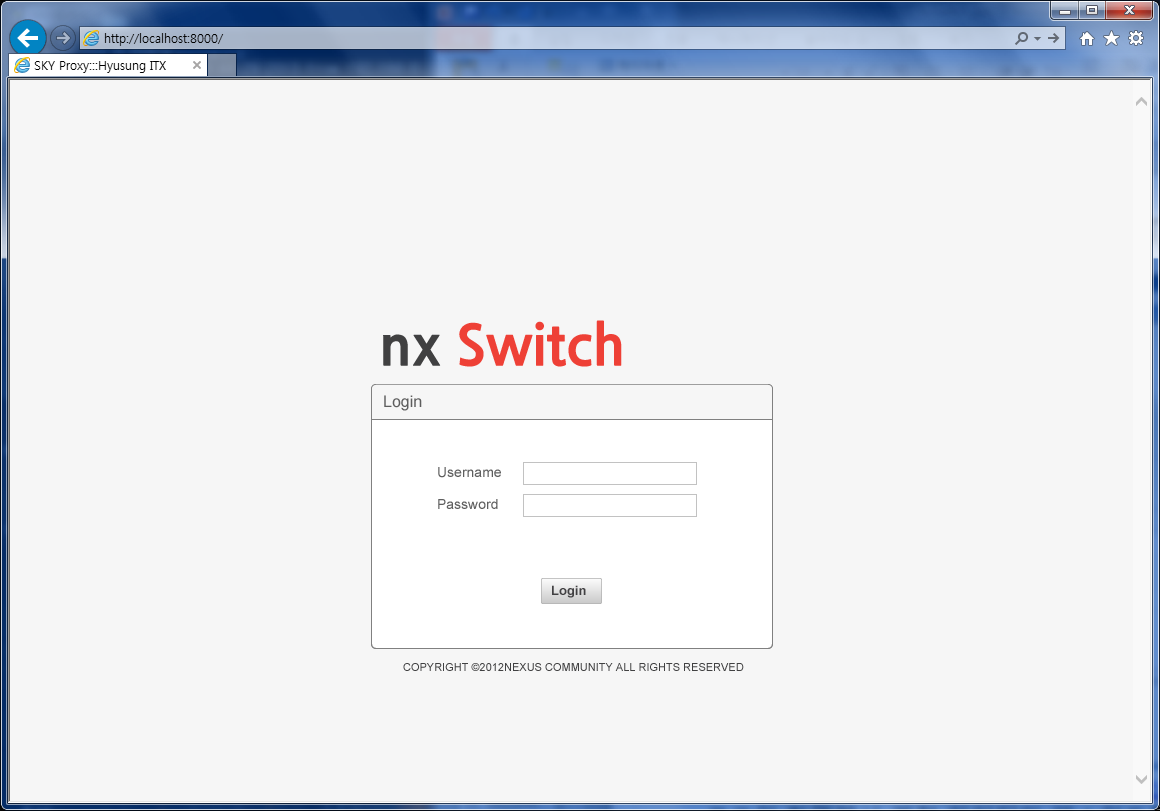 http://localhost:8000/
SKY Proxy:::Hyusung ITX
nx Switch
Login
Username
Password
Login
COPYRIGHT ©2012NEXUS COMMUNITY ALL RIGHTS RESERVED